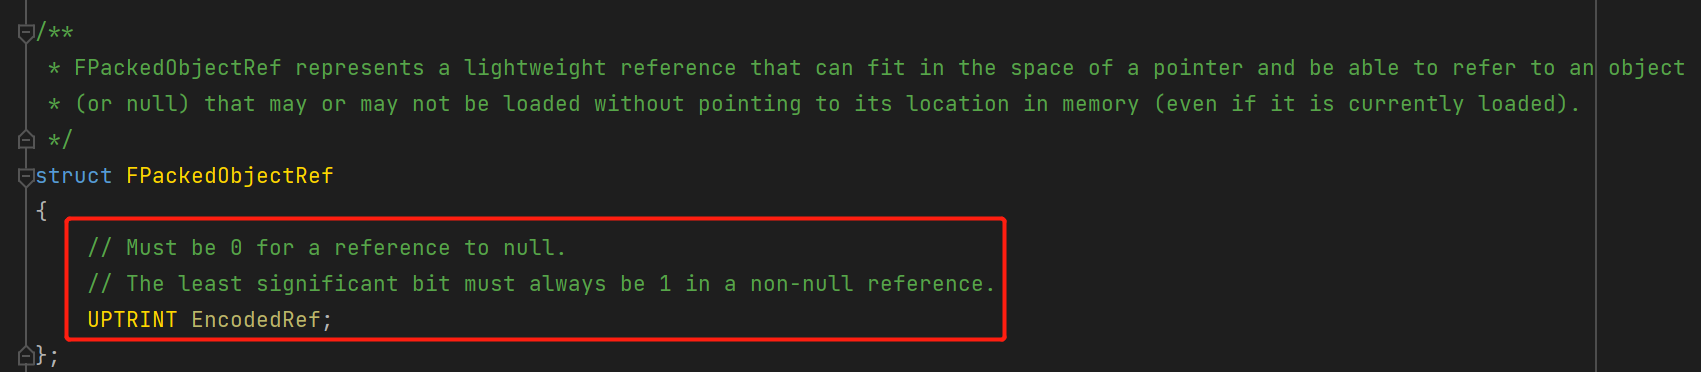 /**
* FPackedObjectRef represents a lightweight reference that can fit in the space of a pointer and be able to refer to an object
* (or null) that may or may not be loaded without pointing to its location in memory (even if it is currently loaded).
*/
struct FPackedObjectRef
{
// Must be 0 for a reference to null.
// The least significant bit must always be 1 in a non-null reference.
UPTRINT EncodedRef;
};